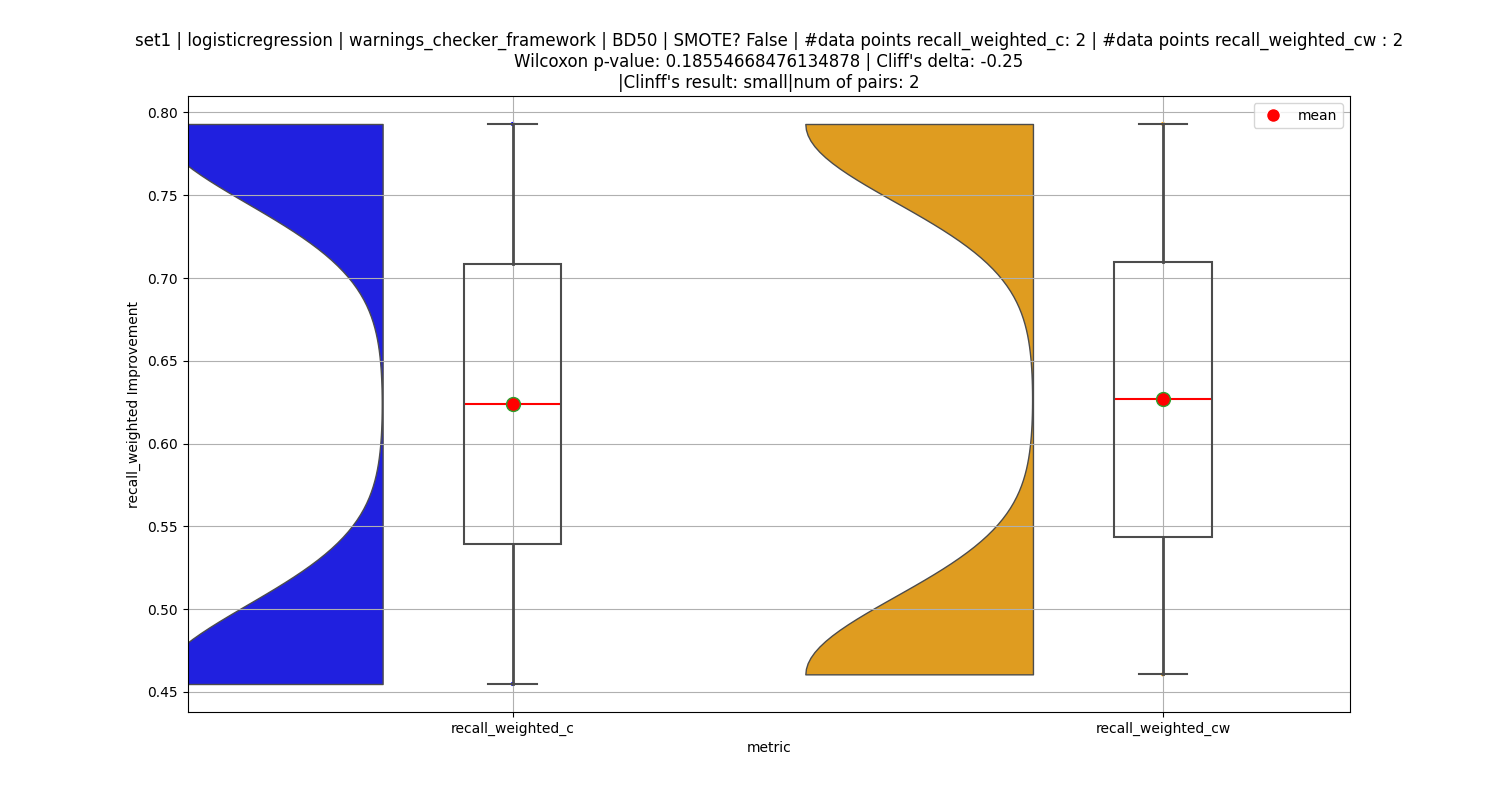 set1 | logisticregression | warnings_checker_framework | BD50 | SMOTE? False | #data points recall_weighted_c: 2 | #data points recall_weighted_cw : 2
Wilcoxon p-value: 0.18554668476134878 | Cliff's delta: -0.25
|Clinff's result: small|num of pairs: 2
mean
recall_weighted Improvement
0.80
0.75
0.70
0.65
0.60
0.55
0.50
0.45
recall_weighted_c
recall_weighted_cw
metric